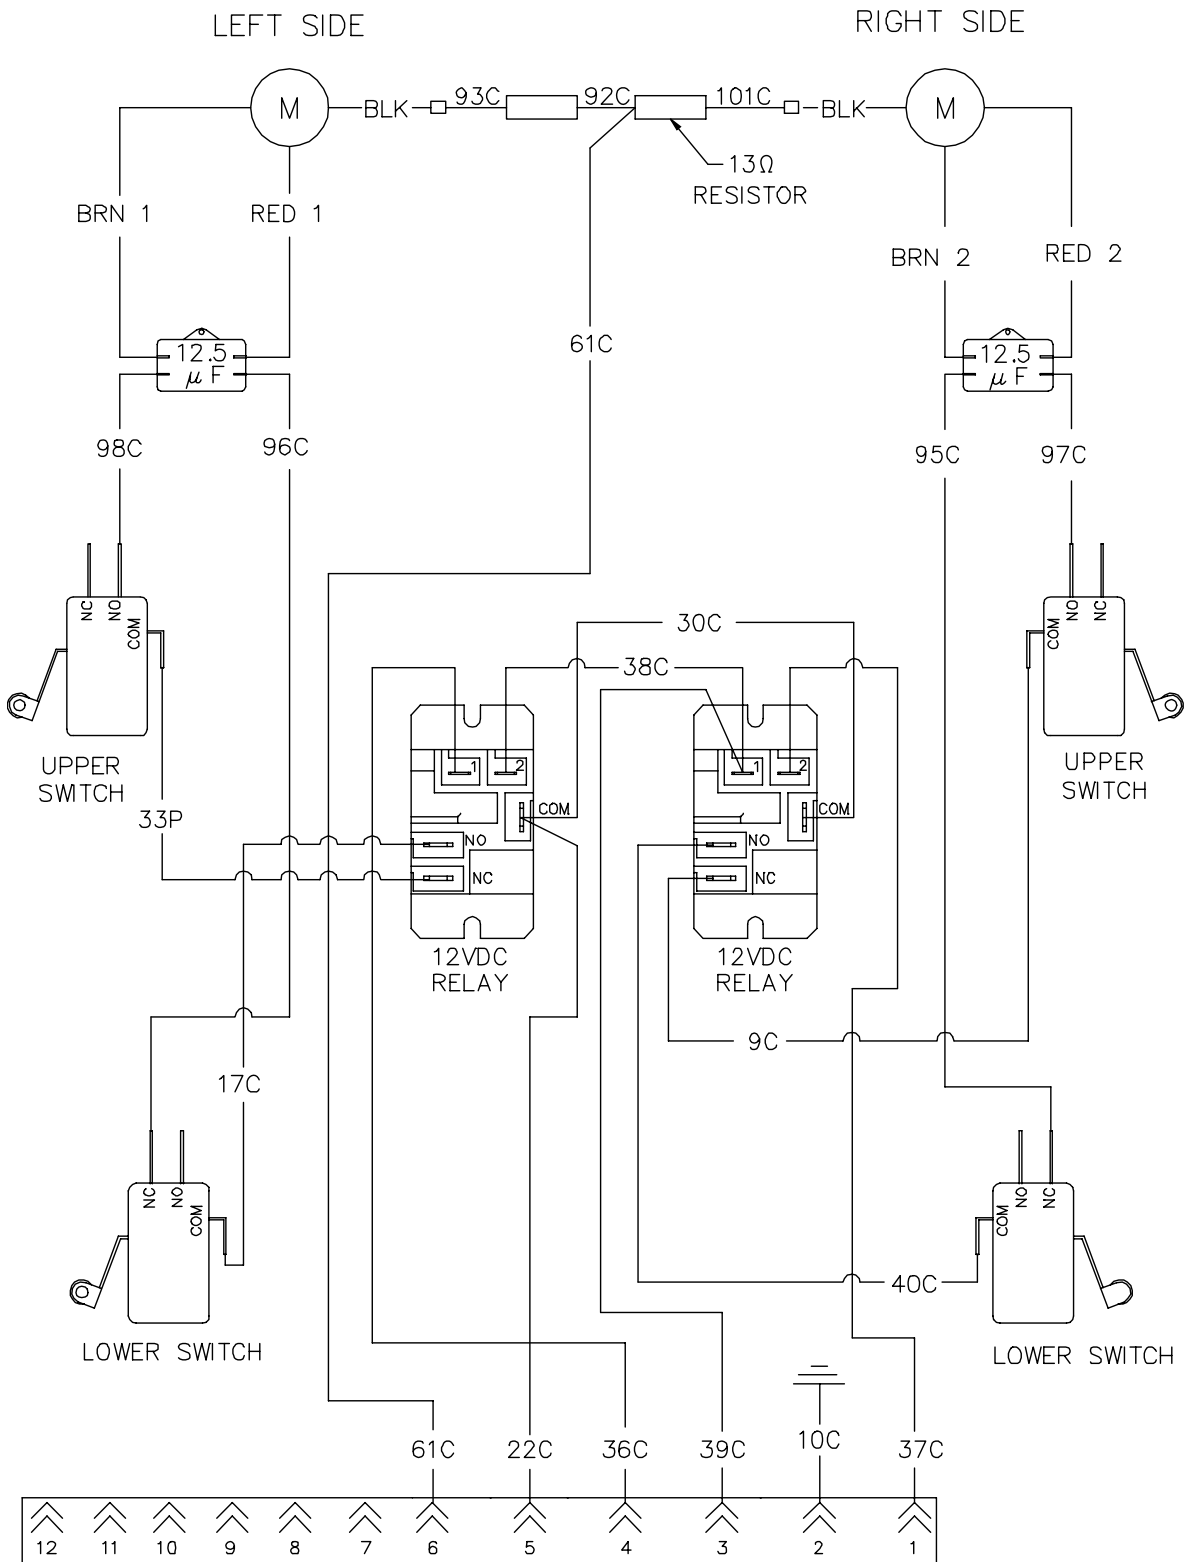 LEFT SIDE
RIGHT SIDE
M
BLK
93C
92C
101C
BLK
M
13Ω
RESISTOR
BRN 1
RED 1
BRN 2
RED 2
61C
12.5
μ F
12.5
μ F
98C
96C
95C
97C
NC
NO
COM
NO
NC
COM
30C
38C
UPPER
SWITCH
UPPER
SWITCH
1
2
1
2
COM
COM
33P
NO
NO
NC
NC
12VDC
RELAY
12VDC
RELAY
9C
17C
NC
NO
COM
NO
NC
COM
40C
LOWER SWITCH
LOWER SWITCH
61C
22C
36C
39C
10C
37C
12
11
10
9
8
7
6
5
4
3
2
1